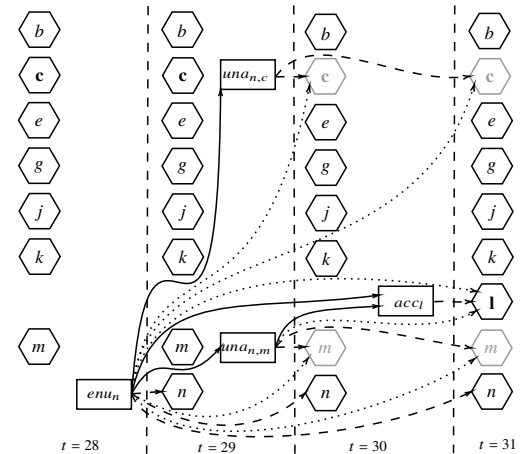 b b b b
c c una_{n,c} c c
e e e e
g g g g
j j j j
k k k k
acc_l l
m m una_{n,m} m m
enu_n n n n
t = 28 t = 29 t = 30 t = 31